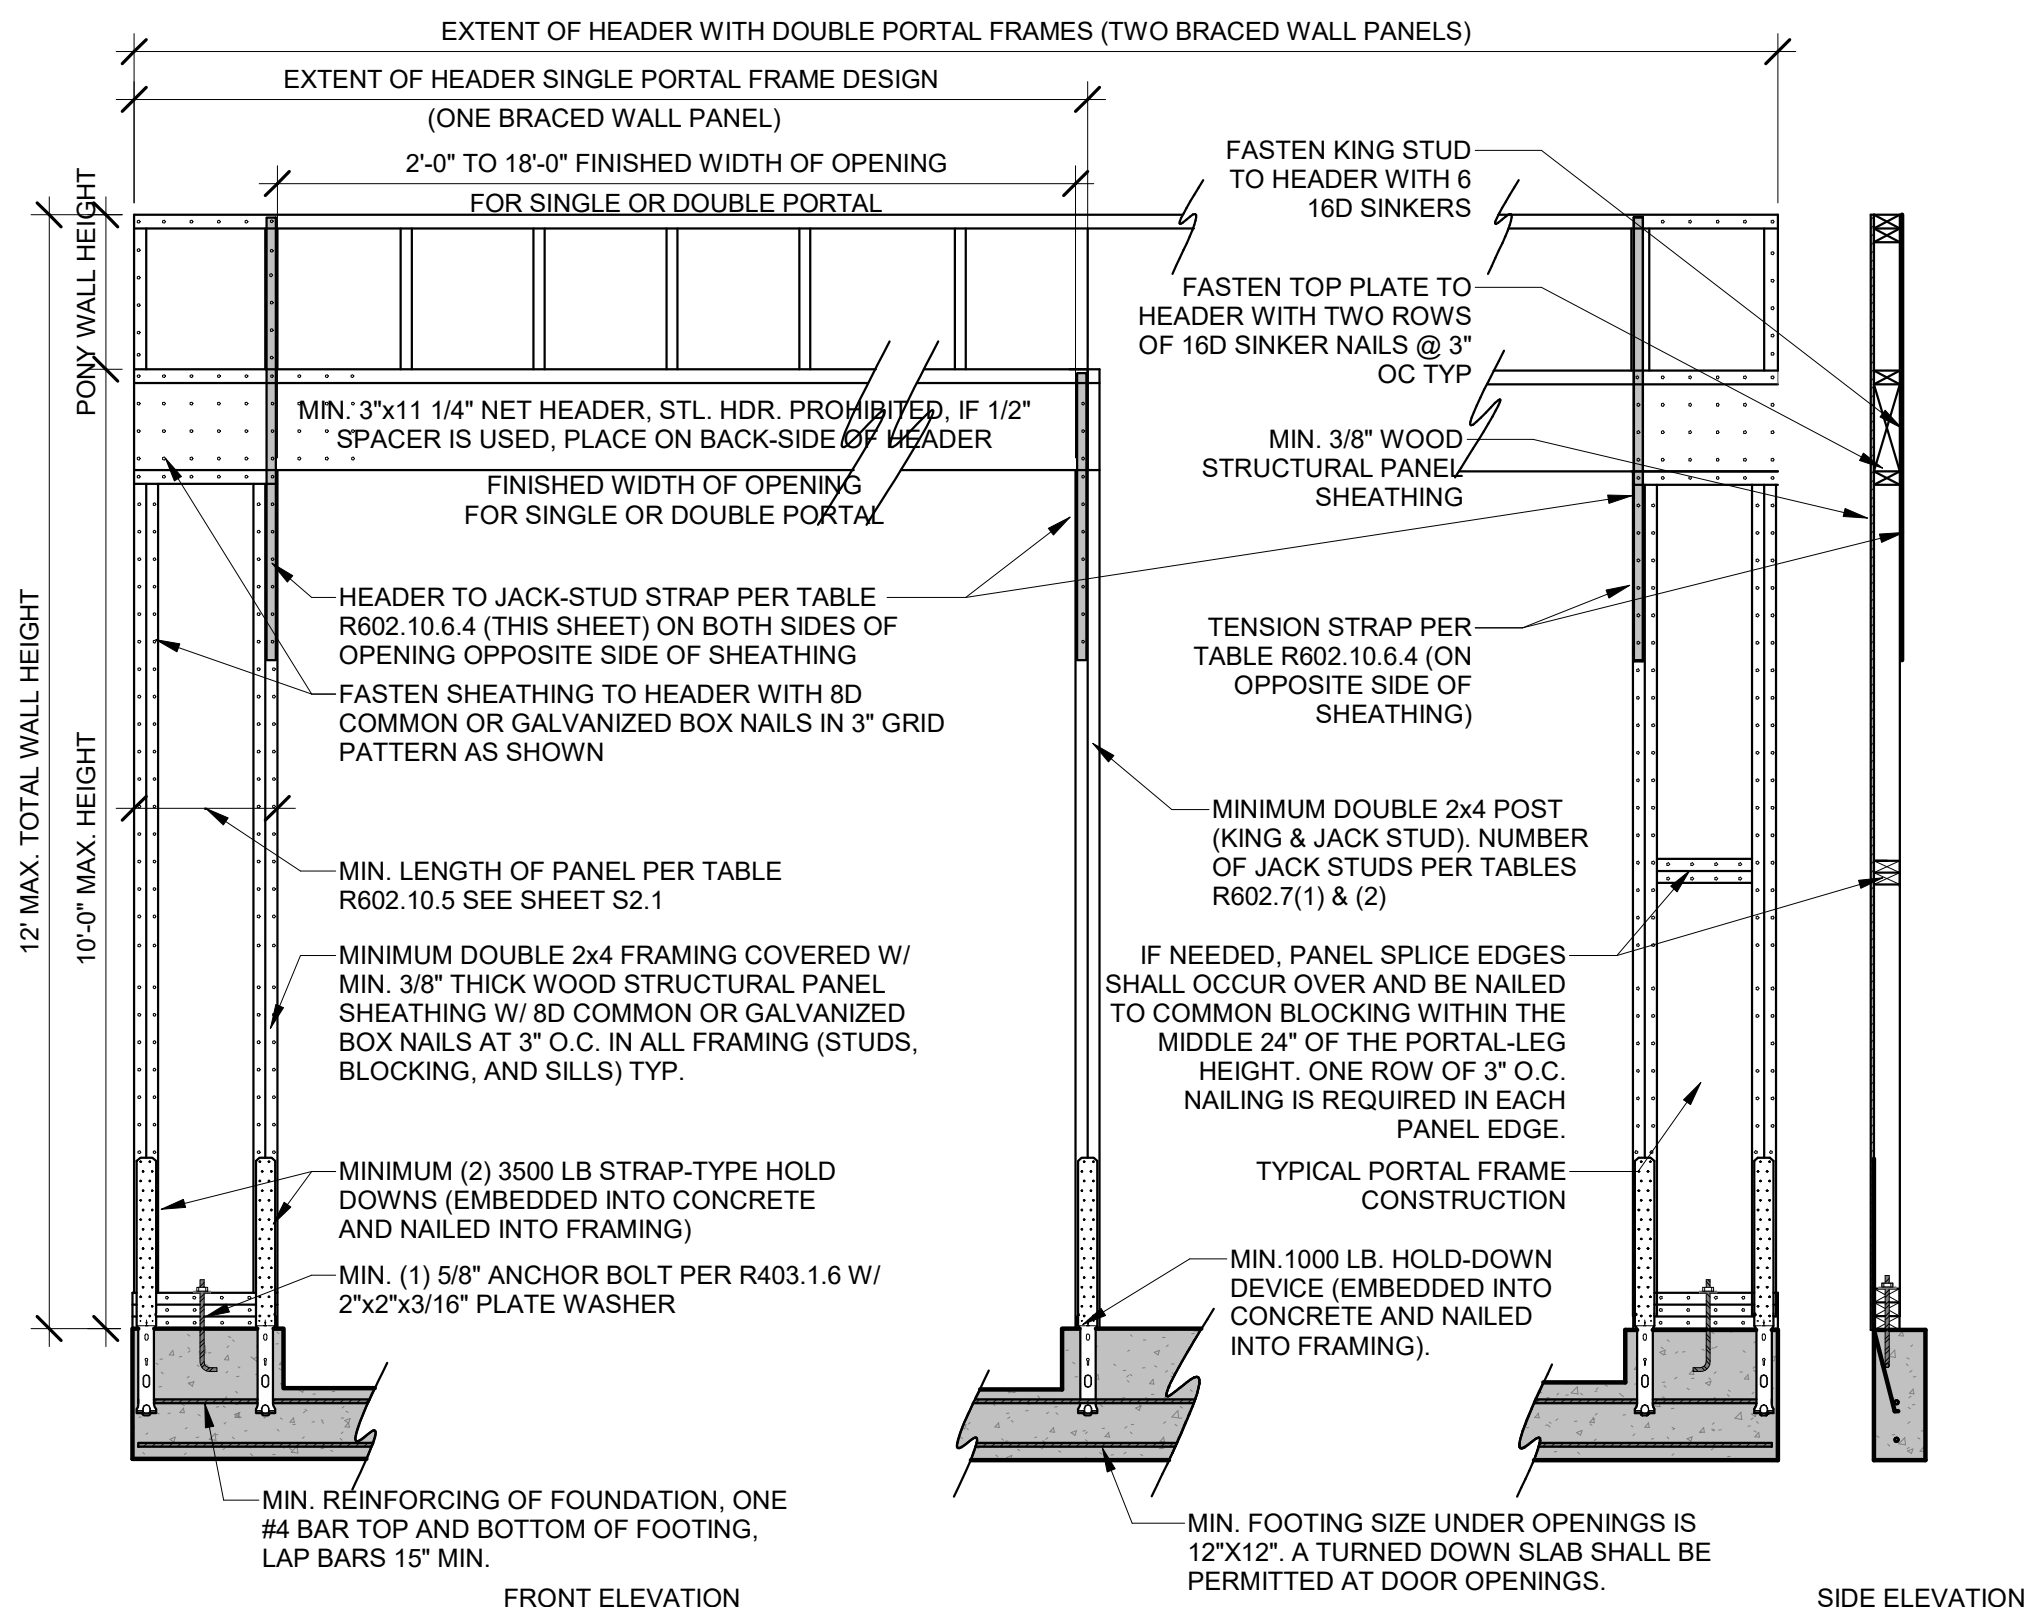 EXTENT OF HEADER WITH DOUBLE PORTAL FRAMES (TWO BRACED WALL PANELS)
EXTENT OF HEADER SINGLE PORTAL FRAME DESIGN
(ONE BRACED WALL PANEL)
2'-0" TO 18'-0" FINISHED WIDTH OF OPENING
FOR SINGLE OR DOUBLE PORTAL
PONY WALL HEIGHT
12' MAX. TOTAL WALL HEIGHT
10'-0" MAX. HEIGHT
FASTEN KING STUD
TO HEADER WITH 6
16D SINKERS
FASTEN TOP PLATE TO
HEADER WITH TWO ROWS
OF 16D SINKER NAILS @ 3"
OC TYP
MIN. 3"x11 1/4" NET HEADER, STL. HDR. PROHIBITED, IF 1/2"
SPACER IS USED, PLACE ON BACK-SIDE OF HEADER
MIN. 3/8" WOOD
STRUCTURAL PANEL
SHEATHING
FINISHED WIDTH OF OPENING
FOR SINGLE OR DOUBLE PORTAL
HEADER TO JACK-STUD STRAP PER TABLE
R602.10.6.4 (THIS SHEET) ON BOTH SIDES OF
OPENING OPPOSITE SIDE OF SHEATHING
TENSION STRAP PER
TABLE R602.10.6.4 (ON
OPPOSITE SIDE OF
SHEATHING)
FASTEN SHEATHING TO HEADER WITH 8D
COMMON OR GALVANIZED BOX NAILS IN 3" GRID
PATTERN AS SHOWN
MINIMUM DOUBLE 2x4 POST
(KING & JACK STUD). NUMBER
OF JACK STUDS PER TABLES
R602.7(1) & (2)
MIN. LENGTH OF PANEL PER TABLE
R602.10.5 SEE SHEET S2.1
MINIMUM DOUBLE 2x4 FRAMING COVERED W/
MIN. 3/8" THICK WOOD STRUCTURAL PANEL
SHEATHING W/ 8D COMMON OR GALVANIZED
BOX NAILS AT 3" O.C. IN ALL FRAMING (STUDS,
BLOCKING, AND SILLS) TYP.
IF NEEDED, PANEL SPLICE EDGES
SHALL OCCUR OVER AND BE NAILED
TO COMMON BLOCKING WITHIN THE
MIDDLE 24" OF THE PORTAL-LEG
HEIGHT. ONE ROW OF 3" O.C.
NAILING IS REQUIRED IN EACH
PANEL EDGE.
MINIMUM (2) 3500 LB STRAP-TYPE HOLD
DOWNS (EMBEDDED INTO CONCRETE
AND NAILED INTO FRAMING)
TYPICAL PORTAL FRAME
CONSTRUCTION
MIN. (1) 5/8" ANCHOR BOLT PER R403.1.6 W/
2"x2"x3/16" PLATE WASHER
MIN.1000 LB. HOLD-DOWN
DEVICE (EMBEDDED INTO
CONCRETE AND NAILED
INTO FRAMING).
MIN. REINFORCING OF FOUNDATION, ONE
#4 BAR TOP AND BOTTOM OF FOOTING,
LAP BARS 15" MIN.
MIN. FOOTING SIZE UNDER OPENINGS IS
12"X12". A TURNED DOWN SLAB SHALL BE
PERMITTED AT DOOR OPENINGS.
FRONT ELEVATION
SIDE ELEVATION